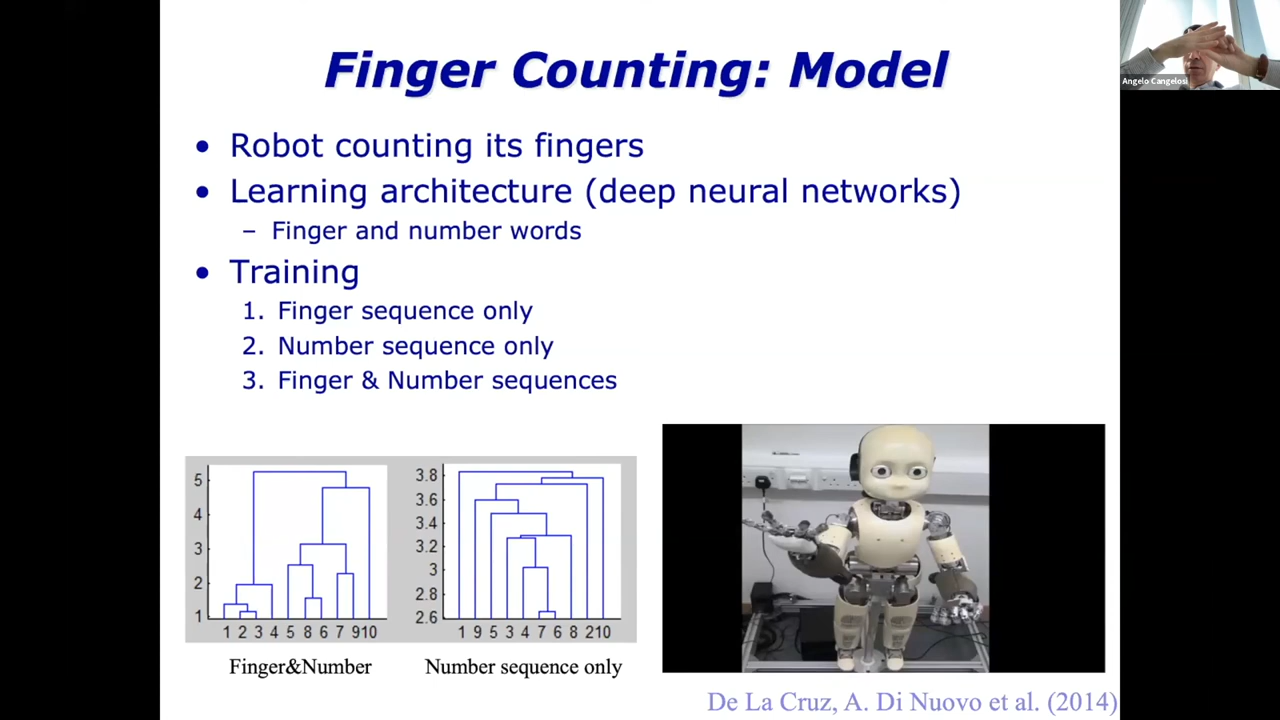 Finger Counting: Model
Angelo Cangelosi
• Robot counting its fingers
• Learning architecture (deep neural networks)
– Finger and number words
• Training
1. Finger sequence only
2. Number sequence only
3. Finger & Number sequences
5
4
3
2
1
1 2 3 4 5 8 6 7 9 10
Finger&Number
3.8
3.6
3.4
3.2
3
2.8
2.6
1 9 5 3 4 7 6 8 2 10
Number sequence only
De La Cruz, A. Di Nuovo et al. (2014)